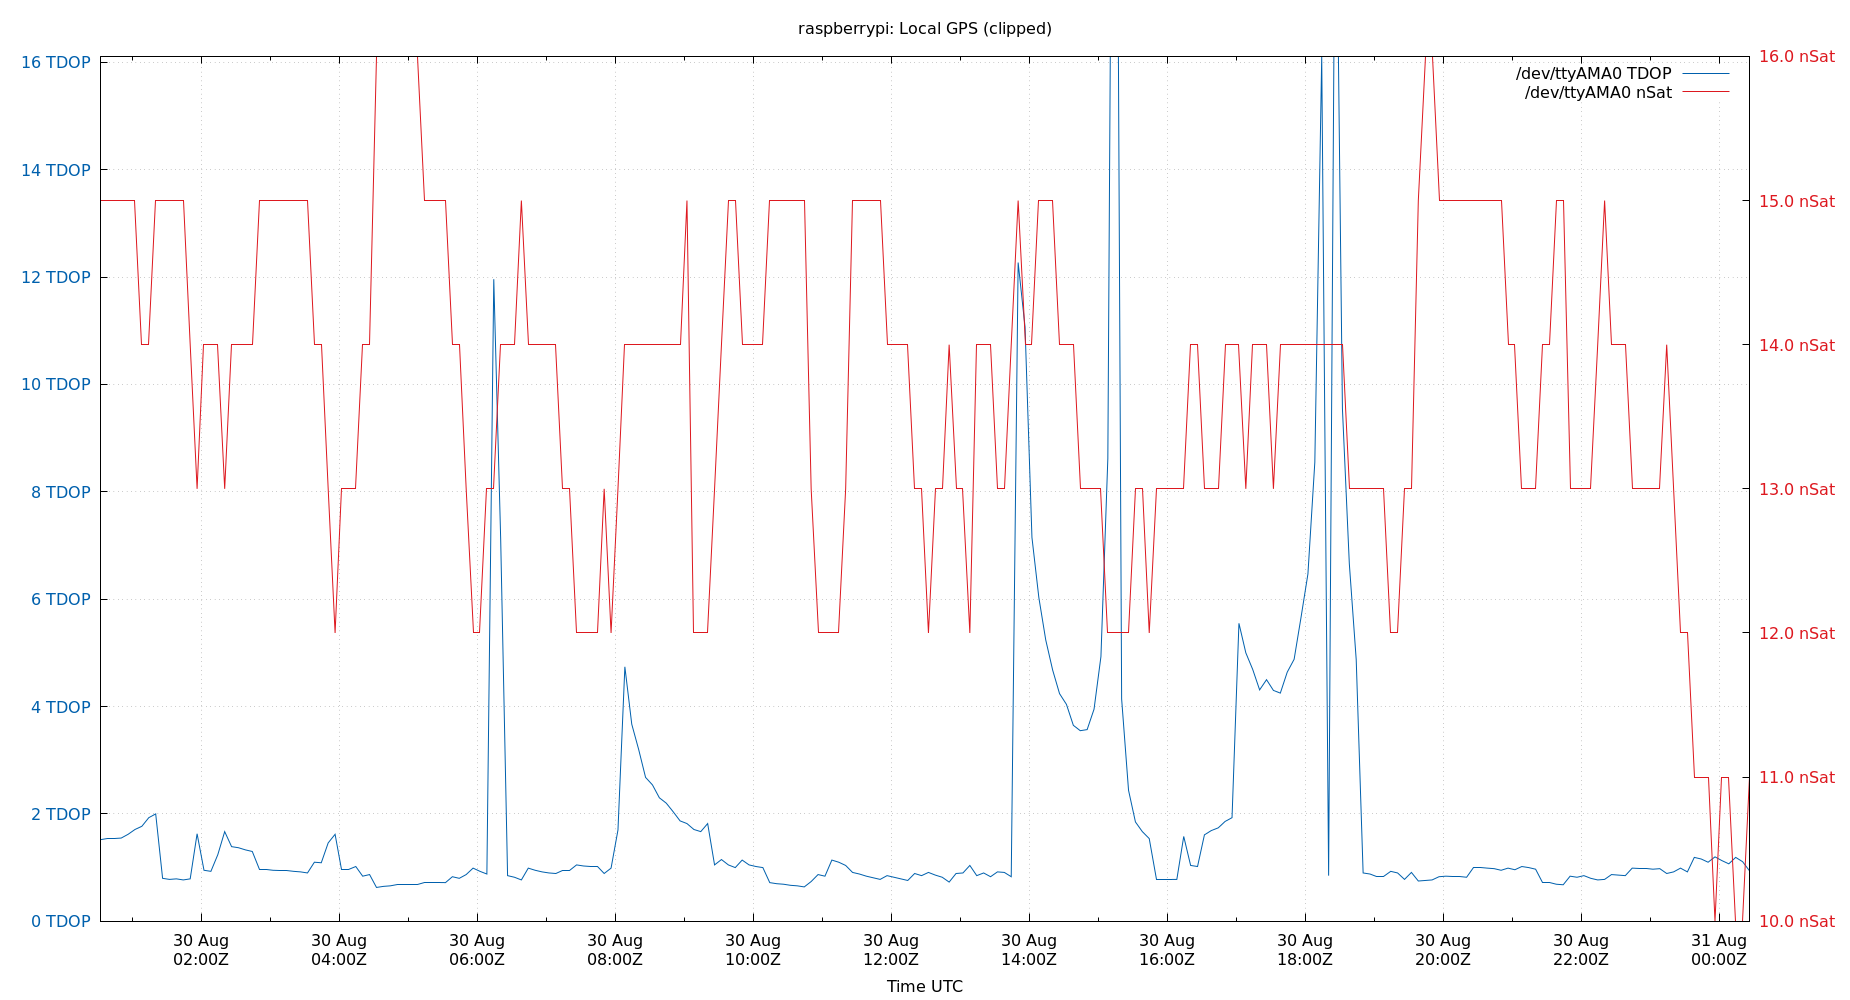 raspberrypi: Local GPS (clipped)
16 TDOP
14 TDOP
12 TDOP
10 TDOP
8 TDOP
6 TDOP
4 TDOP
2 TDOP
0 TDOP
/dev/ttyAMA0 TDOP
/dev/ttyAMA0 nSat
16.0 nSat
15.0 nSat
14.0 nSat
13.0 nSat
12.0 nSat
11.0 nSat
10.0 nSat
30 Aug 30 Aug 30 Aug 30 Aug 30 Aug 30 Aug 30 Aug 30 Aug 30 Aug 30 Aug 30 Aug 31 Aug
02:00Z 04:00Z 06:00Z 08:00Z 10:00Z 12:00Z 14:00Z 16:00Z 18:00Z 20:00Z 22:00Z 00:00Z
Time UTC